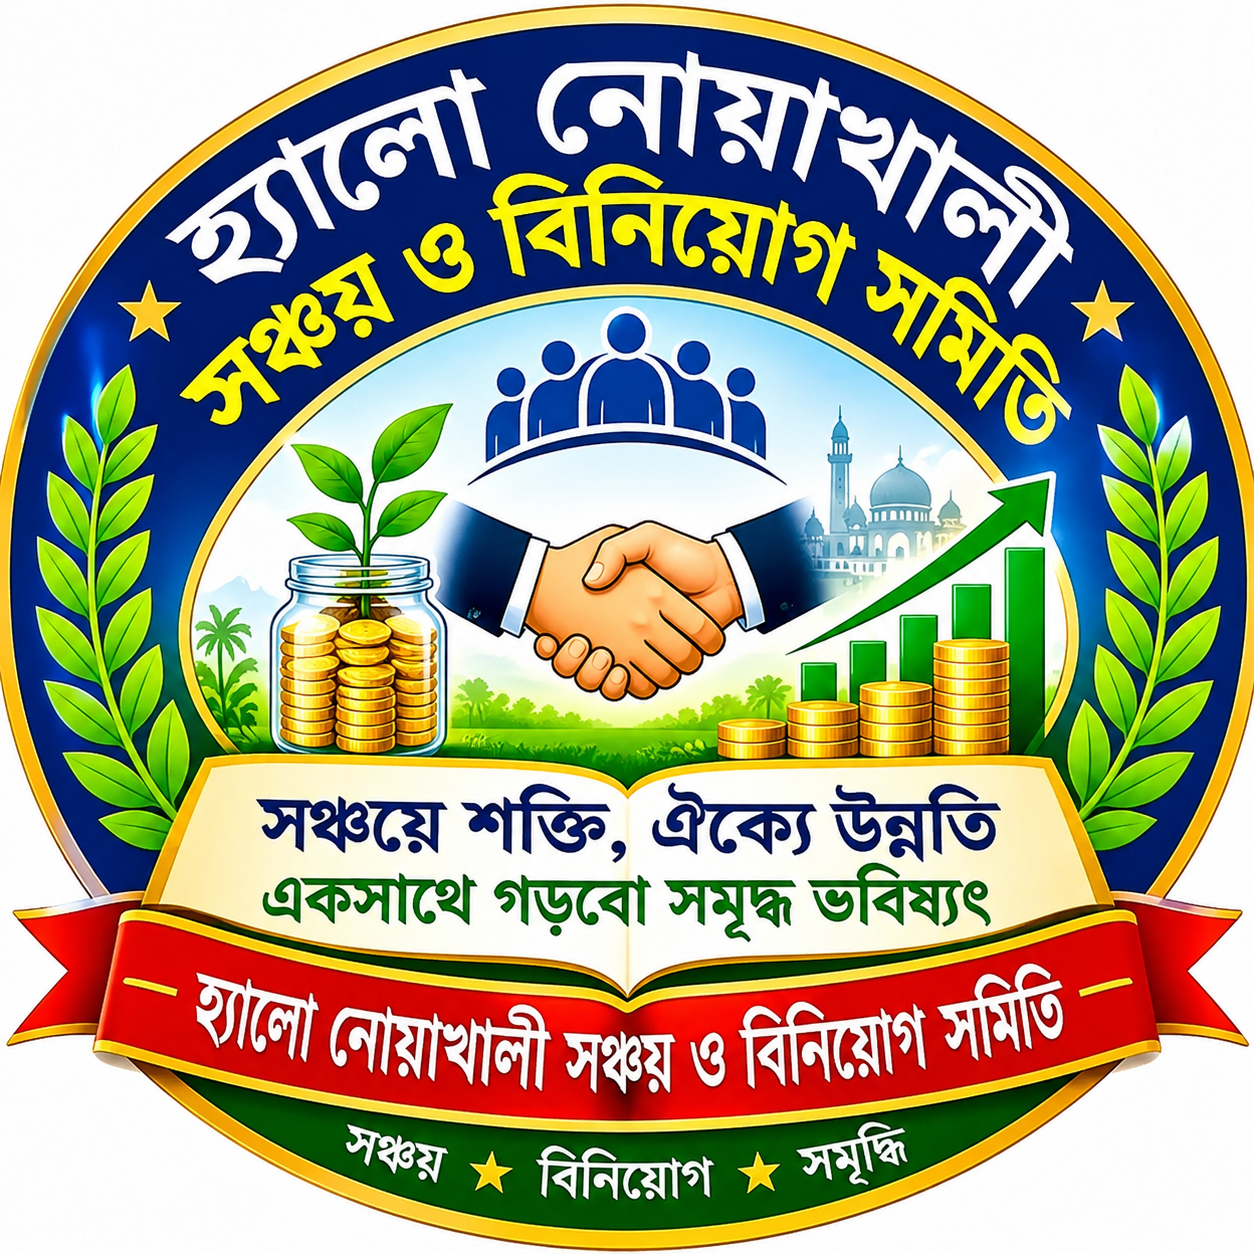 হ্যালো নোয়াখালী
সঞ্চয় ও বিনিয়োগ সমিতি
সঞ্চয়ে শক্তি, ঐক্যে উন্নতি
একসাথে গড়বো সমৃদ্ধ ভবিষ্যৎ
হ্যালো নোয়াখালী সঞ্চয় ও বিনিয়োগ সমিতি
সঞ্চয় ★ বিনিয়োগ ★ সমৃদ্ধি